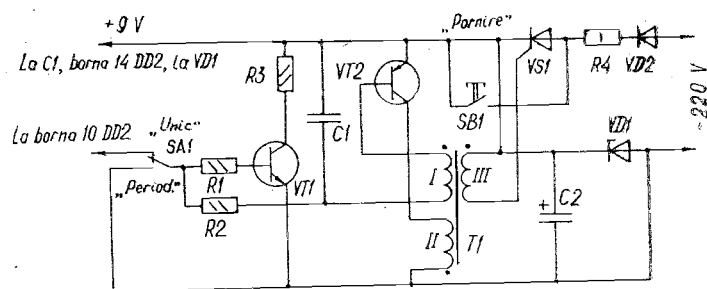 +9 V
La C1, borna 14 DD2, la VD1
R3
VT2
C1
„Pornire”
VS1
R4
VD2
SB1
~220 V
La borna 10 DD2
„Unic”
SA1
„Period.”
R1
R2
VT1
I
III
II
T1
VD1
+
C2